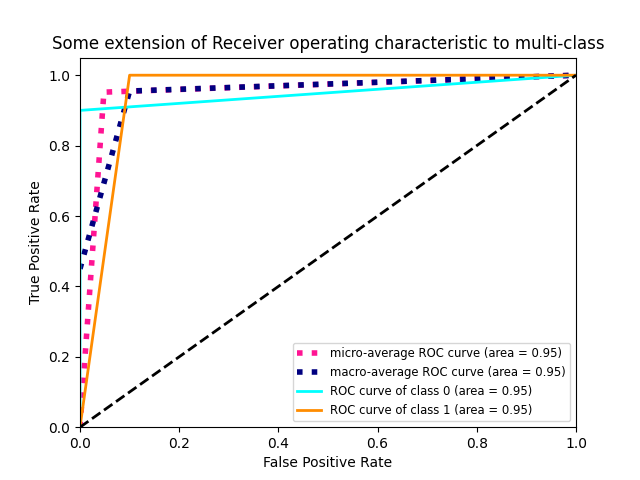 Some extension of Receiver operating characteristic to multi-class
1.0
0.8
0.6
0.4
0.2
0.0
True Positive Rate
micro-average ROC curve (area = 0.95)
macro-average ROC curve (area = 0.95)
ROC curve of class 0 (area = 0.95)
ROC curve of class 1 (area = 0.95)
0.0 0.2 0.4 0.6 0.8 1.0
False Positive Rate